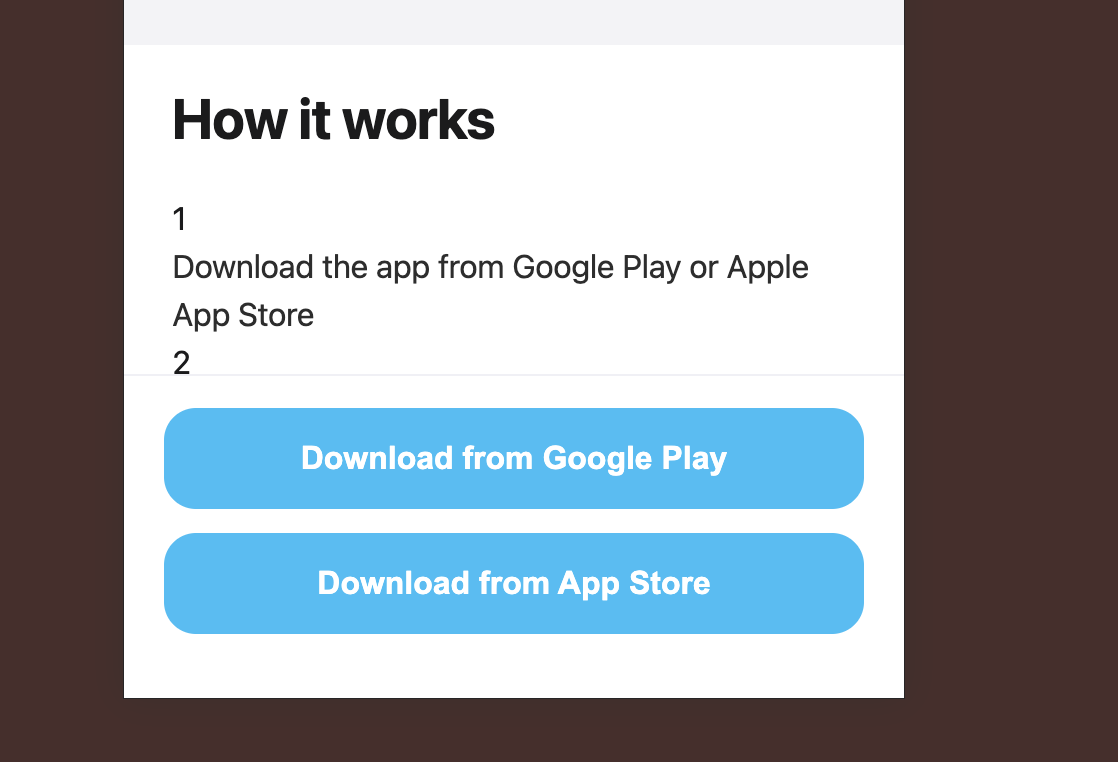 How it works
1
Download the app from Google Play or Apple
App Store
2
Download from Google Play
Download from App Store